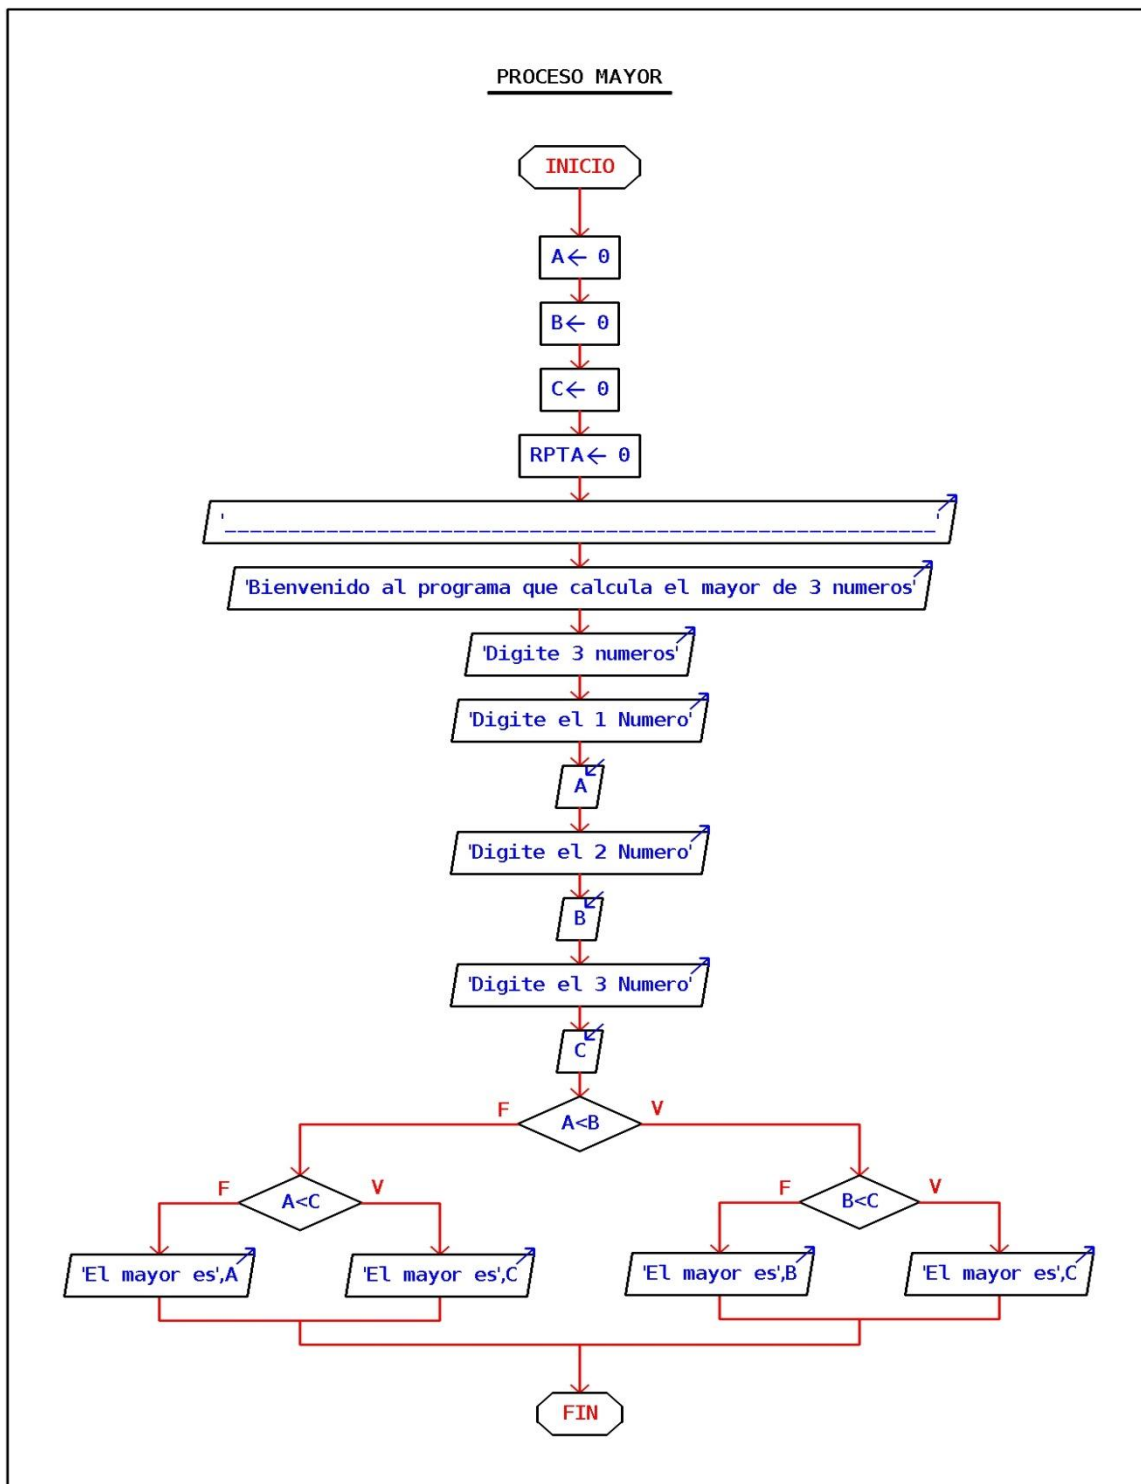 PROCESO MAYOR
INICIO
A← 0
B← 0
C← 0
RPTA← 0
'________________________________________________________'
'Bienvenido al programa que calcula el mayor de 3 numeros'
'Digite 3 numeros'
'Digite el 1 Numero'
A
'Digite el 2 Numero'
B
'Digite el 3 Numero'
C
F A<B V
F A<C V F B<C V
'El mayor es',A 'El mayor es',C 'El mayor es',B 'El mayor es',C
FIN